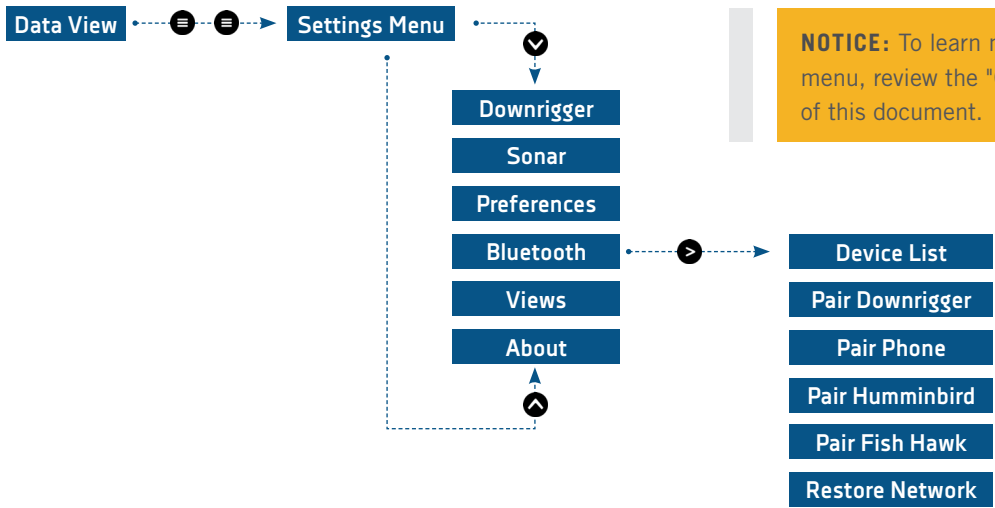 Data View
Settings Menu
NOTICE: To learn
menu, review the "
of this document.
Downrigger
Sonar
Preferences
Bluetooth
Views
About
Device List
Pair Downrigger
Pair Phone
Pair Humminbird
Pair Fish Hawk
Restore Network